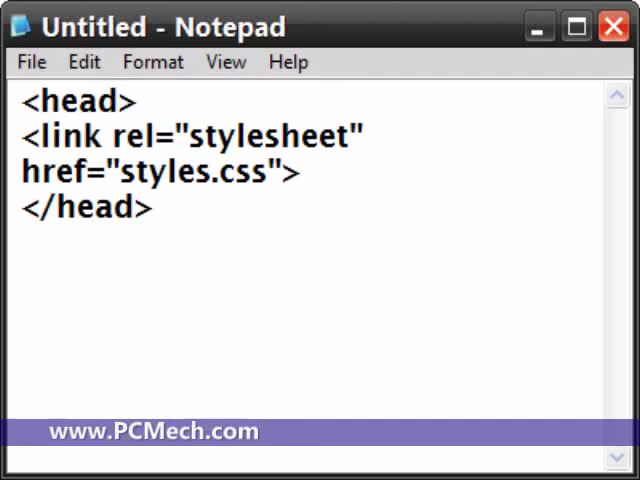 Untitled - Notepad
File Edit Format View Help
<head>
<link rel="stylesheet"
href="styles.css">
</head>
www.PCMech.com